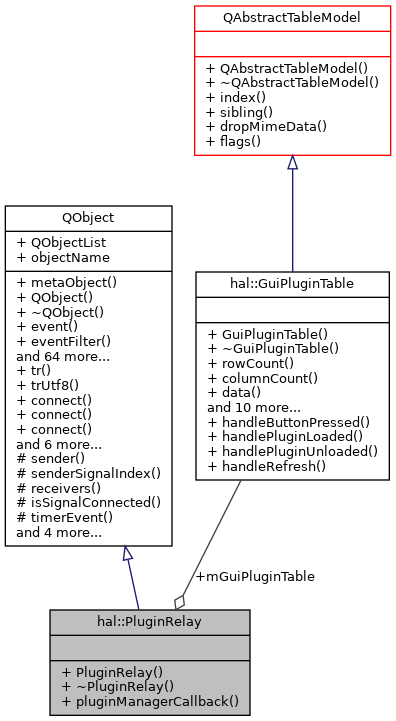 QAbstractTableModel
+ QAbstractTableModel()
+ ~QAbstractTableModel()
+ index()
+ sibling()
+ dropMimeData()
+ flags()
QObject
+ QObjectList
+ objectName
+ metaObject()
+ QObject()
+ ~QObject()
+ event()
+ eventFilter()
and 64 more...
+ tr()
+ trUtf8()
+ connect()
+ connect()
+ connect()
and 6 more...
# sender()
# senderSignalIndex()
# receivers()
# isSignalConnected()
# timerEvent()
and 4 more...
hal::GuiPluginTable
+ GuiPluginTable()
+ ~GuiPluginTable()
+ rowCount()
+ columnCount()
+ data()
and 10 more...
+ handleButtonPressed()
+ handlePluginLoaded()
+ handlePluginUnloaded()
+ handleRefresh()
+mGuiPluginTable
hal::PluginRelay
+ PluginRelay()
+ ~PluginRelay()
+ pluginManagerCallback()